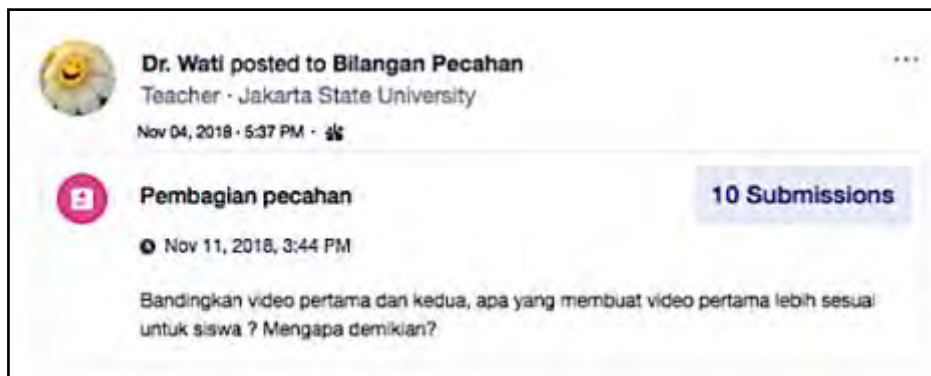 Dr. Wati posted to Bilangan Pecahan
Teacher · Jakarta State University
Nov 04, 2018 · 5:37 PM ·
Pembagian pecahan
10 Submissions
Nov 11, 2018, 3:44 PM
Bandingkan video pertama dan kedua, apa yang membuat video pertama lebih sesuai
untuk siswa ? Mengapa demikian?